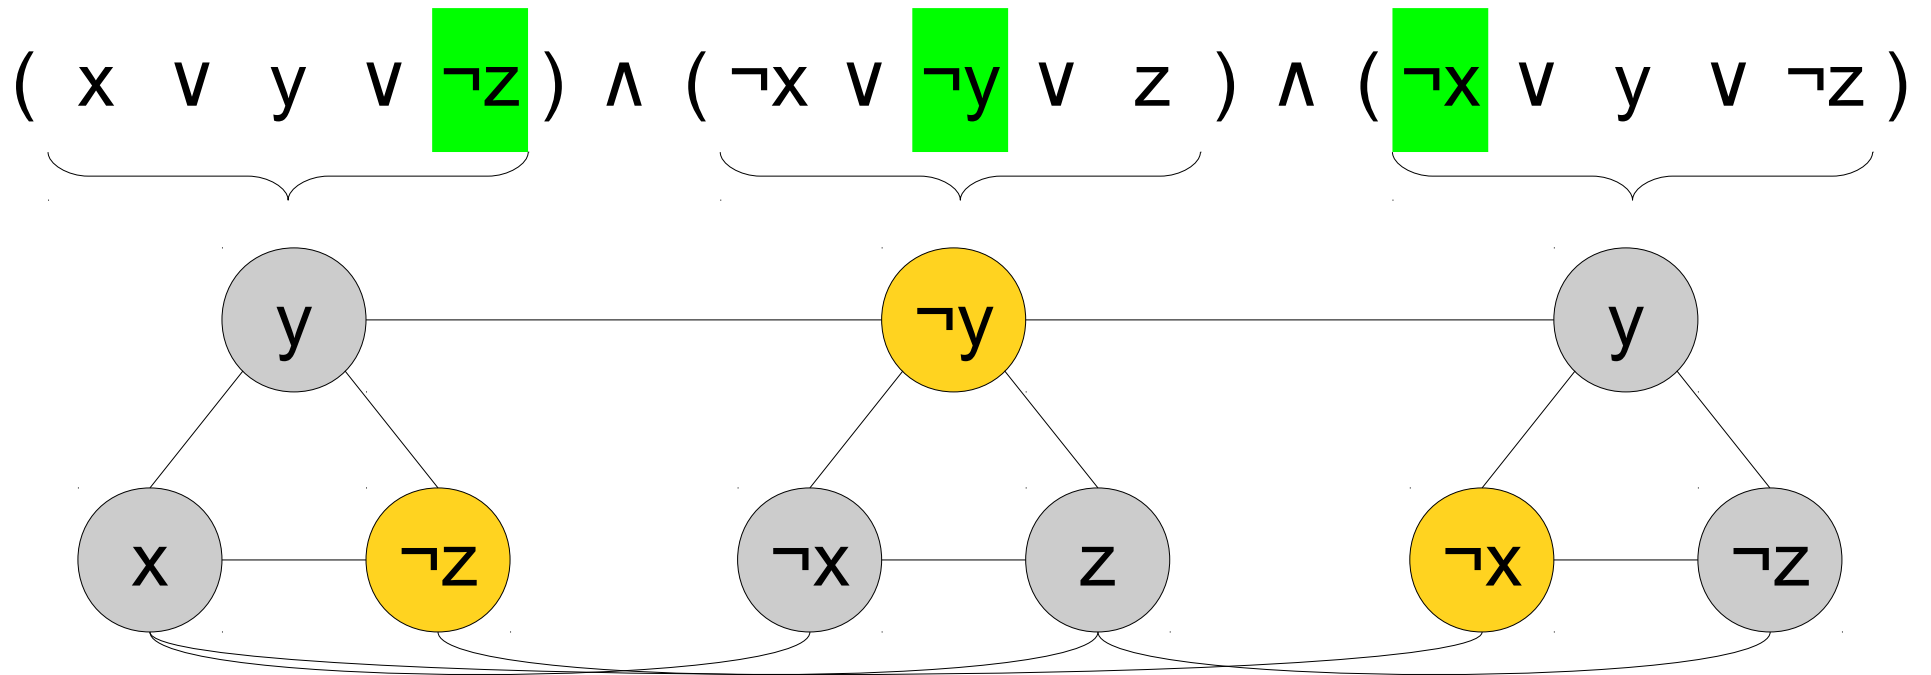 ( x ∨ y ∨ ¬z ) ∧ ( ¬x ∨ ¬y ∨ z ) ∧ ( ¬x ∨ y ∨ ¬z )
y ¬y y
x ¬z ¬x z ¬x ¬z